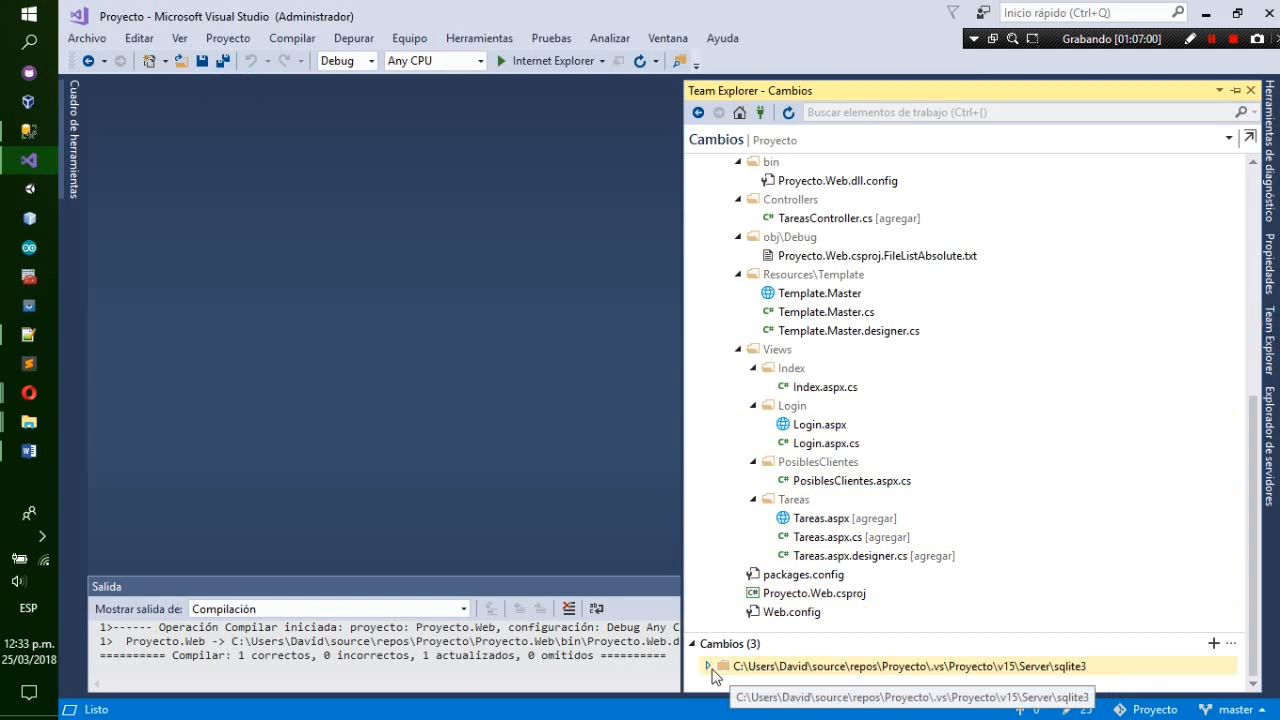 Proyecto - Microsoft Visual Studio (Administrador)
Inicio rápido (Ctrl+Q)
Archivo Editar Ver Proyecto Compilar Depurar Equipo Herramientas Pruebas Analizar Ventana Ayuda
Grabando [01:07:00]
Debug Any CPU Internet Explorer
Cuadro de herramientas
Team Explorer - Cambios
Buscar elementos de trabajo (Ctrl+{)
Cambios | Proyecto
bin
Proyecto.Web.dll.config
Controllers
TareasController.cs [agregar]
obj\Debug
Proyecto.Web.csproj.FileListAbsolute.txt
Resources\Template
Template.Master
Template.Master.cs
Template.Master.designer.cs
Views
Index
Index.aspx.cs
Login
Login.aspx
Login.aspx.cs
PosiblesClientes
PosiblesClientes.aspx.cs
Tareas
Tareas.aspx [agregar]
Tareas.aspx.cs [agregar]
Tareas.aspx.designer.cs [agregar]
packages.config
Proyecto.Web.csproj
Web.config
Cambios (3)
C:\Users\David\source\repos\Proyecto\.vs\Proyecto\v15\Server\sqlite3
C:\Users\David\source\repos\Proyecto\.vs\Proyecto\v15\Server\sqlite3
Herramientas de diagnóstico
Propiedades
Team Explorer
Explorador de servidores
Salida
Mostrar salida de: Compilación
1>------ Operación Compilar iniciada: proyecto: Proyecto.Web, configuración: Debug Any C
1> Proyecto.Web -> C:\Users\David\source\repos\Proyecto\Proyecto.Web\bin\Proyecto.Web.d
========== Compilar: 1 correctos, 0 incorrectos, 1 actualizados, 0 omitidos ==========
ESP
12:33 p.m.
25/03/2018
Listo
0 25 Proyecto master